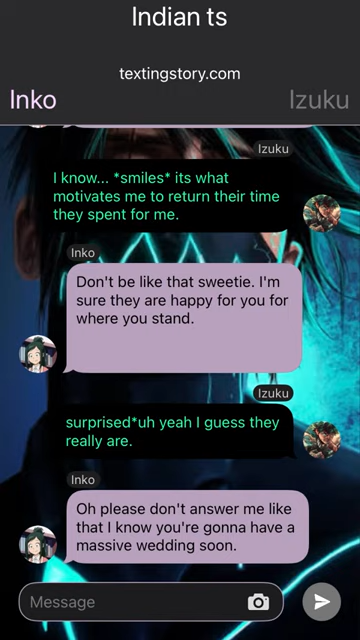 Indian ts
textingstory.com
Inko
Izuku
Izuku
I know... *smiles* its what
motivates me to return their time
they spent for me.
Inko
Don't be like that sweetie. I'm
sure they are happy for you for
where you stand.
Izuku
surprised*uh yeah I guess they
really are.
Inko
Oh please don't answer me like
that I know you're gonna have a
massive wedding soon.
Message